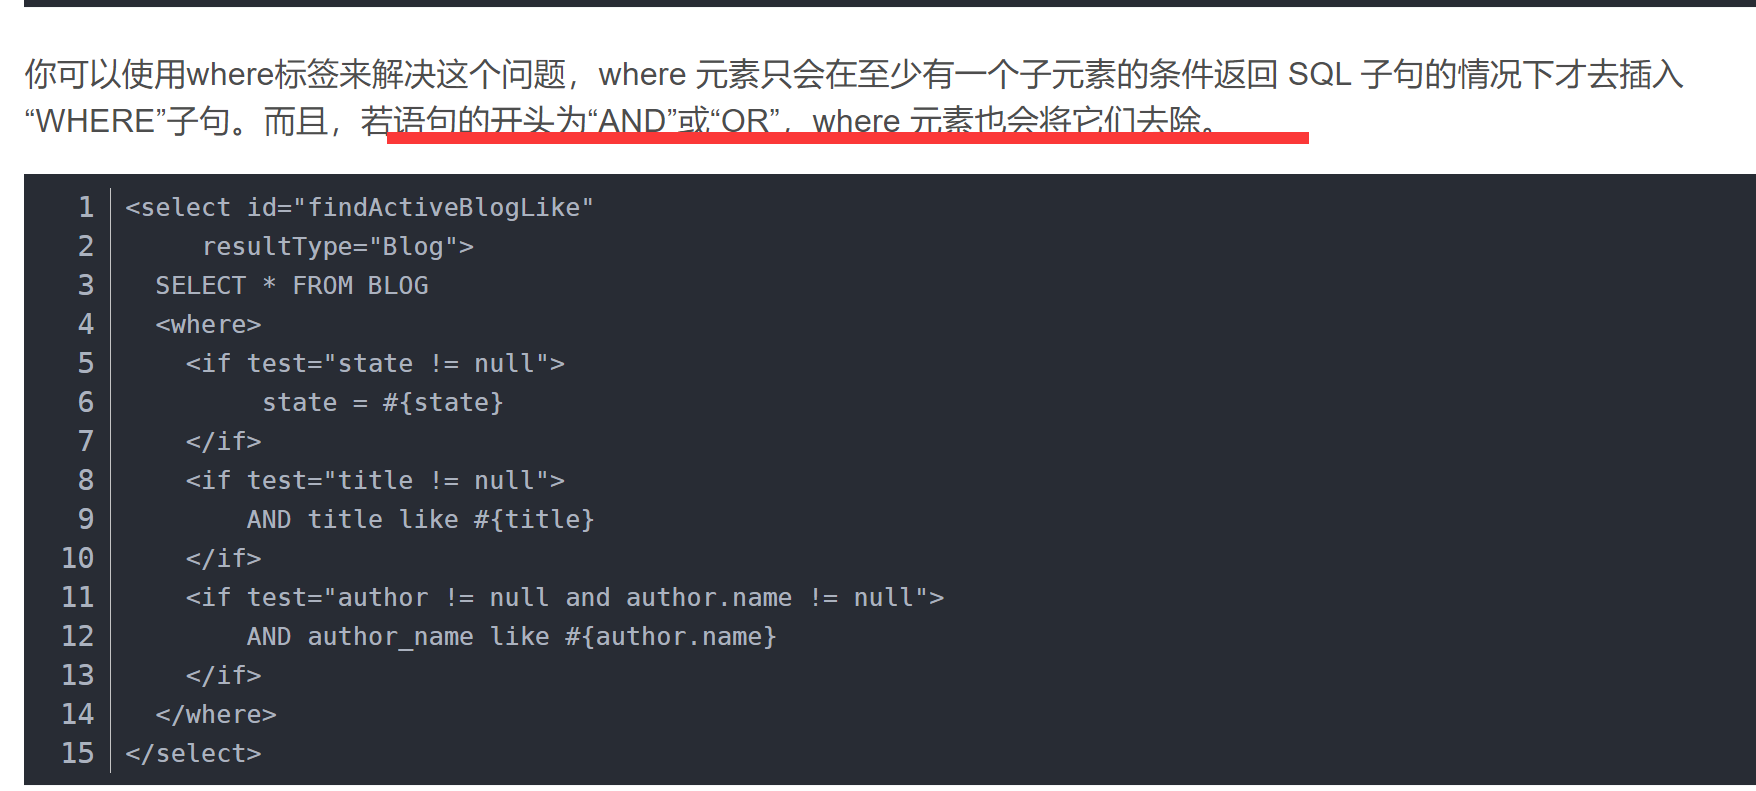 你可以使用where标签来解决这个问题，where 元素只会在至少有一个子元素的条件返回 SQL 子句的情况下才去插入
“WHERE”子句。而且，若语句的开头为“AND”或“OR”，where 元素也会将它们去除。
1 <select id="findActiveBlogLike"
2      resultType="Blog">
3   SELECT * FROM BLOG
4   <where>
5     <if test="state != null">
6          state = #{state}
7     </if>
8     <if test="title != null">
9         AND title like #{title}
10     </if>
11     <if test="author != null and author.name != null">
12         AND author_name like #{author.name}
13     </if>
14   </where>
15 </select>